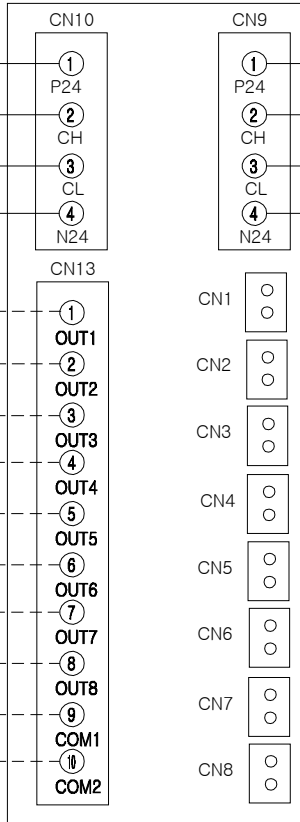 CN10
1
P24
2
CH
3
CL
4
N24
CN9
1
P24
2
CH
3
CL
4
N24
CN13
1
OUT1
2
OUT2
3
OUT3
4
OUT4
5
OUT5
6
OUT6
7
OUT7
8
OUT8
9
COM1
10
COM2
CN1
CN2
CN3
CN4
CN5
CN6
CN7
CN8